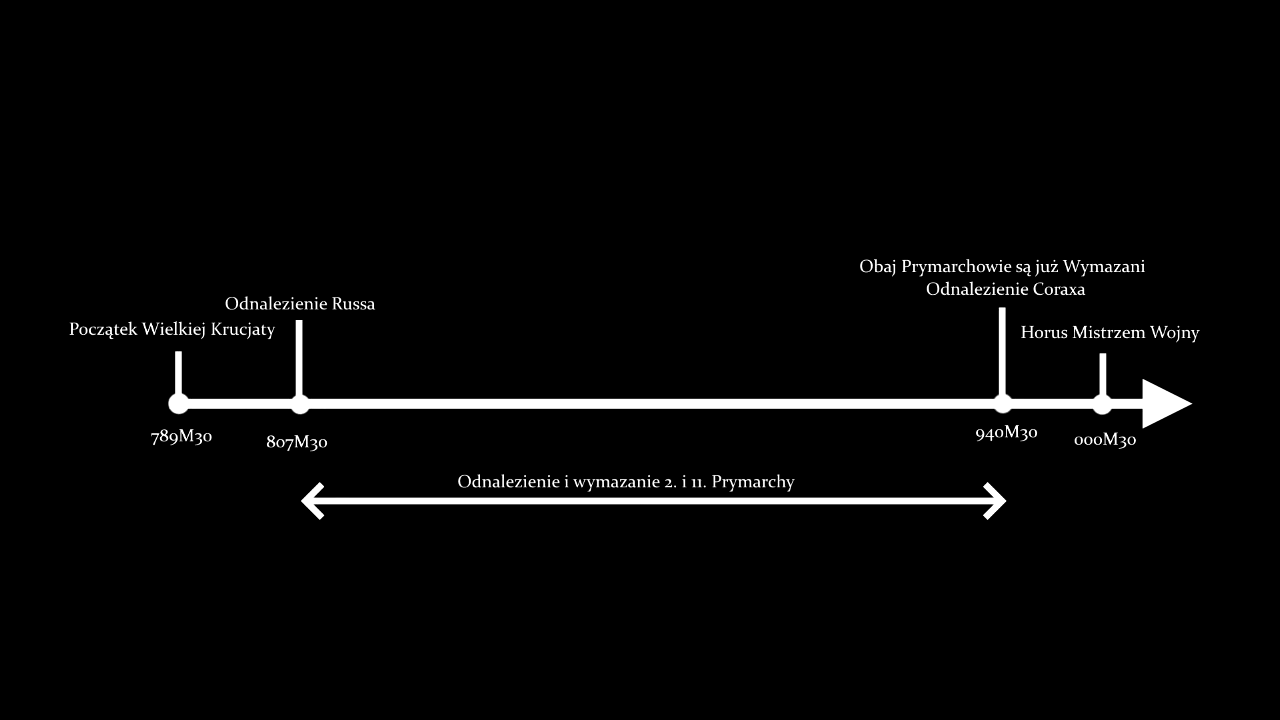 Obaj Prymarchowie są już Wymazani
Odnalezienie Coraxa
Odnalezienie Russa
Początek Wielkiej Krucjaty
Horus Mistrzem Wojny
789M30
807M30
940M30
000M30
Odnalezienie i wymazanie 2. i 11. Prymarchy